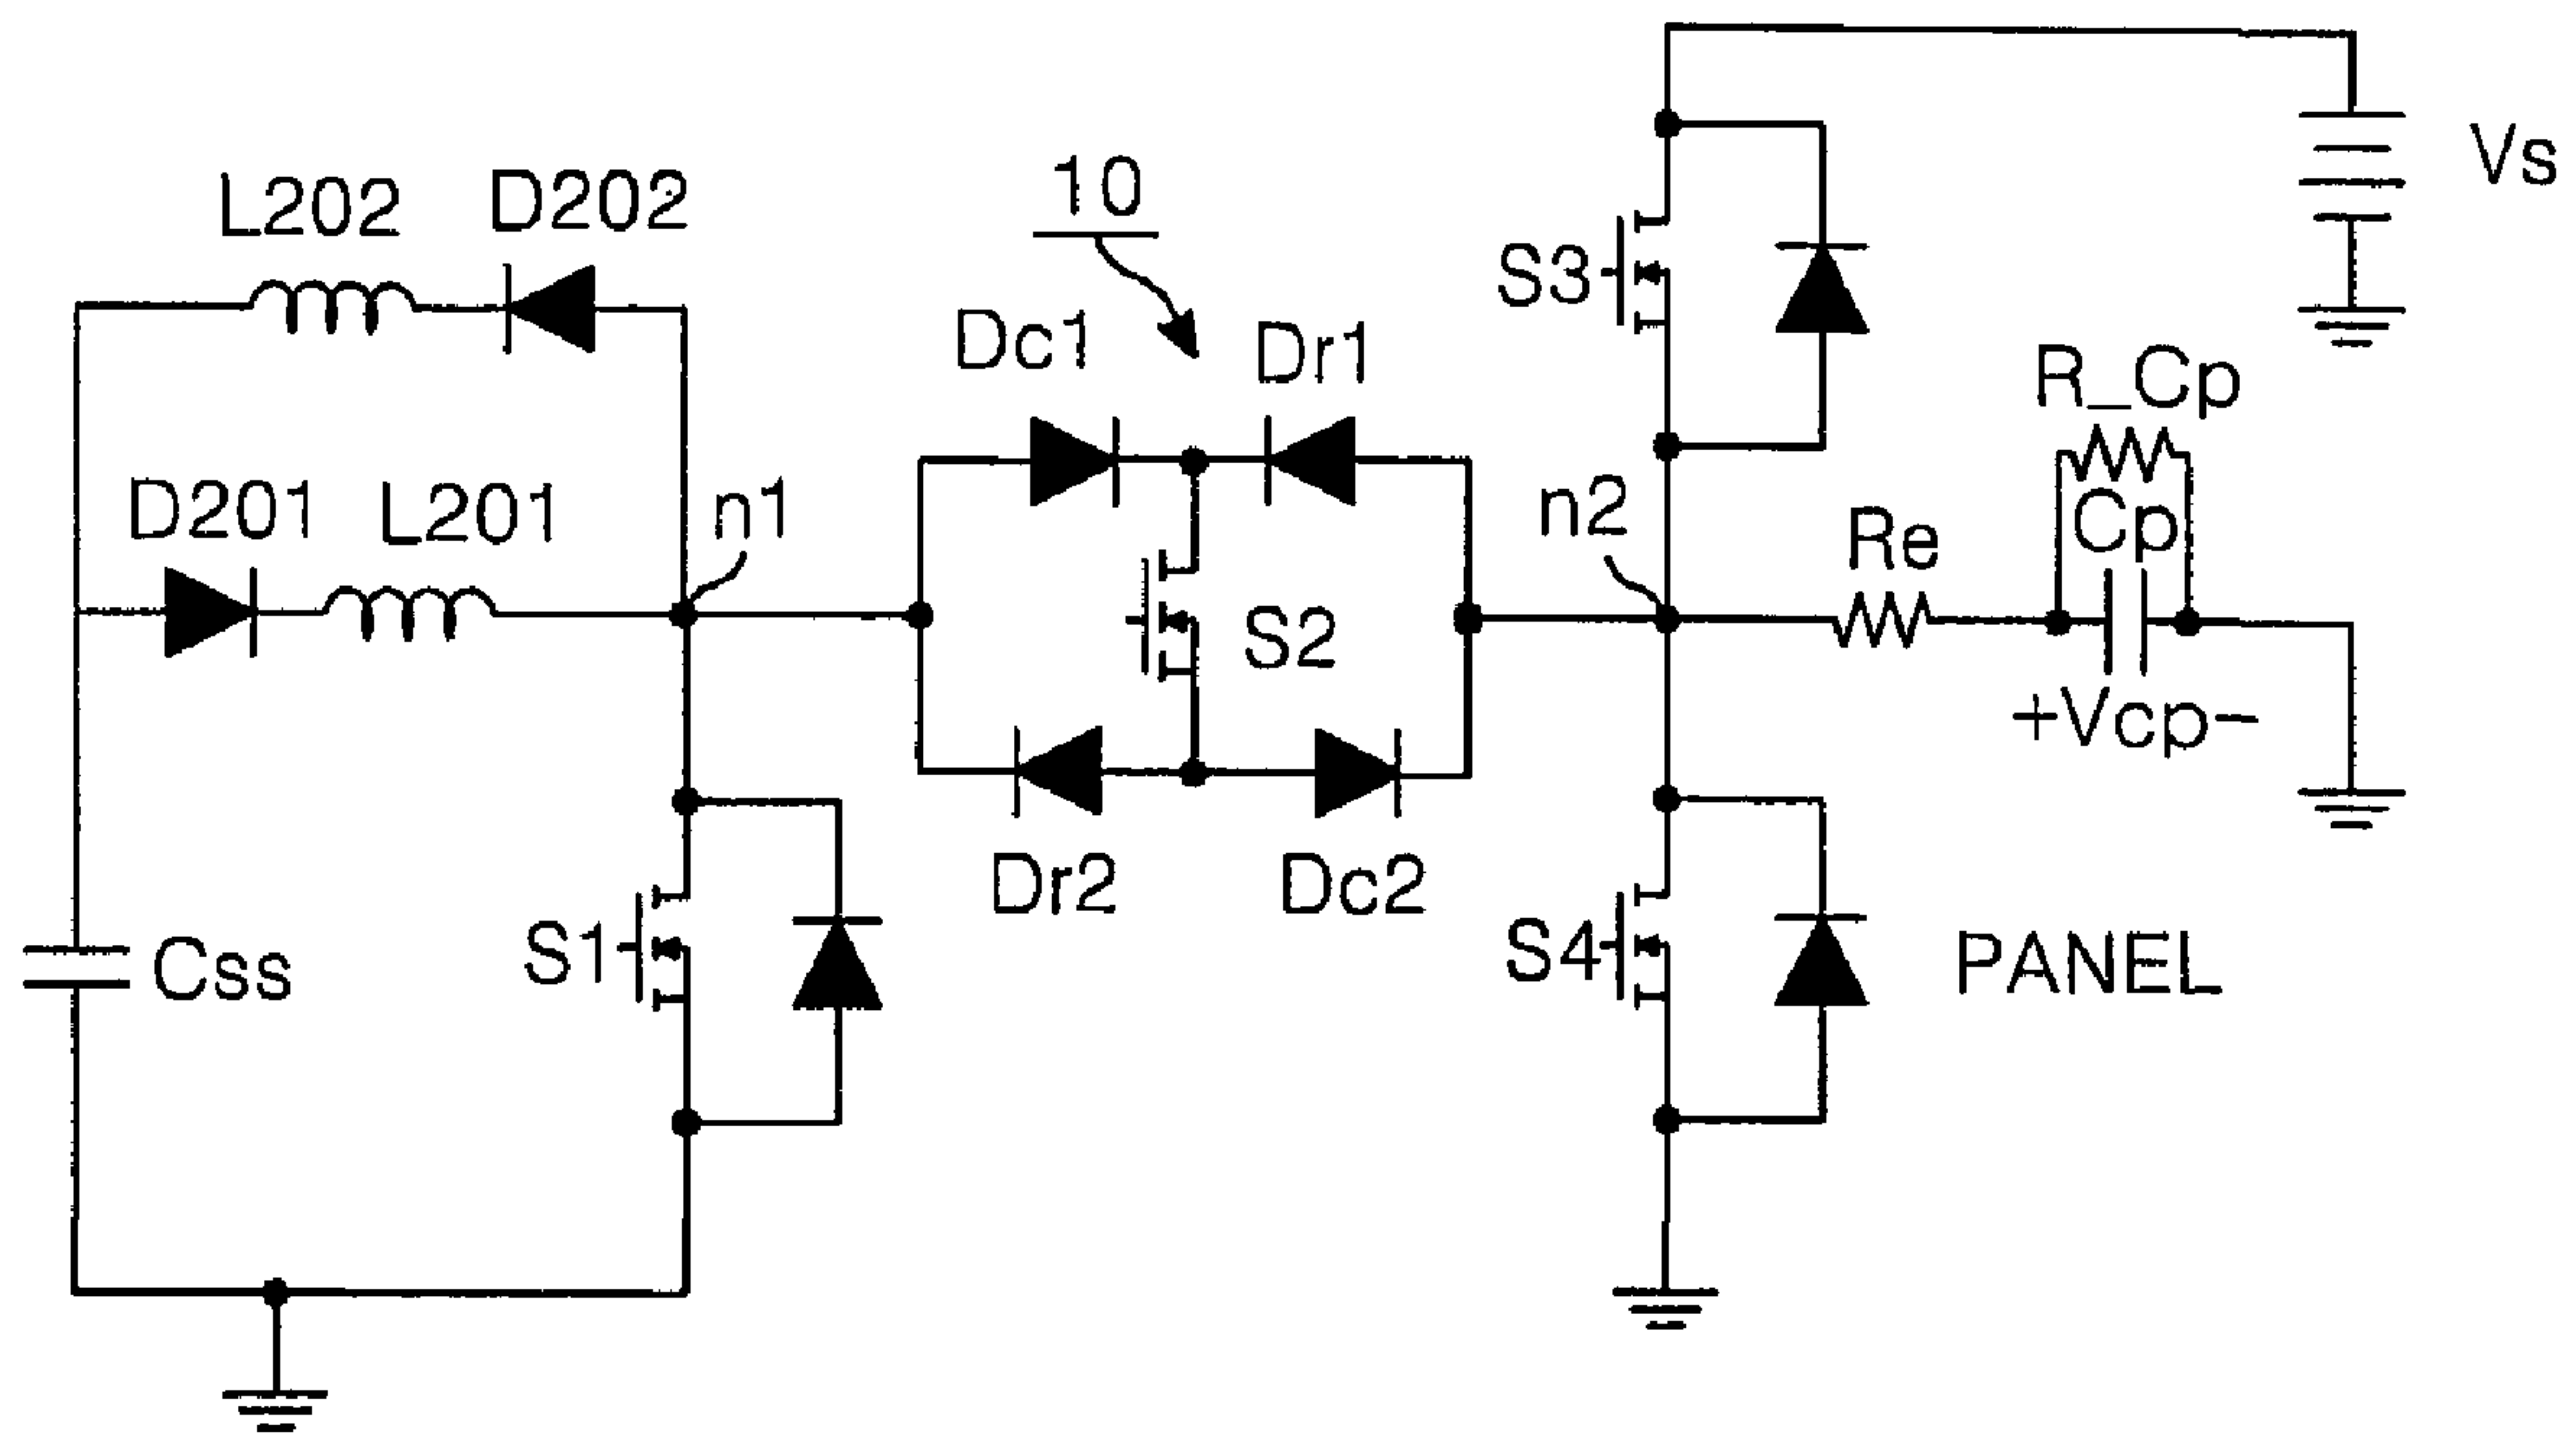 Vs
10
L202
D202
S3
Dc1
Dr1
R_Cp
D201
L201
n1
n2
Re
Cp
S2
+Vcp-
Dr2
Dc2
S1
S4
PANEL
Css